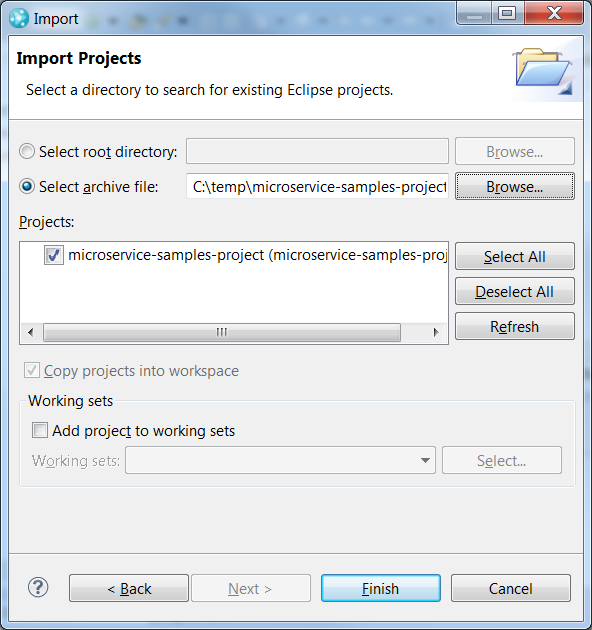 Import
Import Projects
Select a directory to search for existing Eclipse projects.
Select root directory:
Browse...
Select archive file:
C:\temp\microservice-samples-project
Browse...
Projects:
microservice-samples-project (microservice-samples-proj
Select All
Deselect All
Refresh
Copy projects into workspace
Working sets
Add project to working sets
Working sets:
Select...
?
< Back
Next >
Finish
Cancel